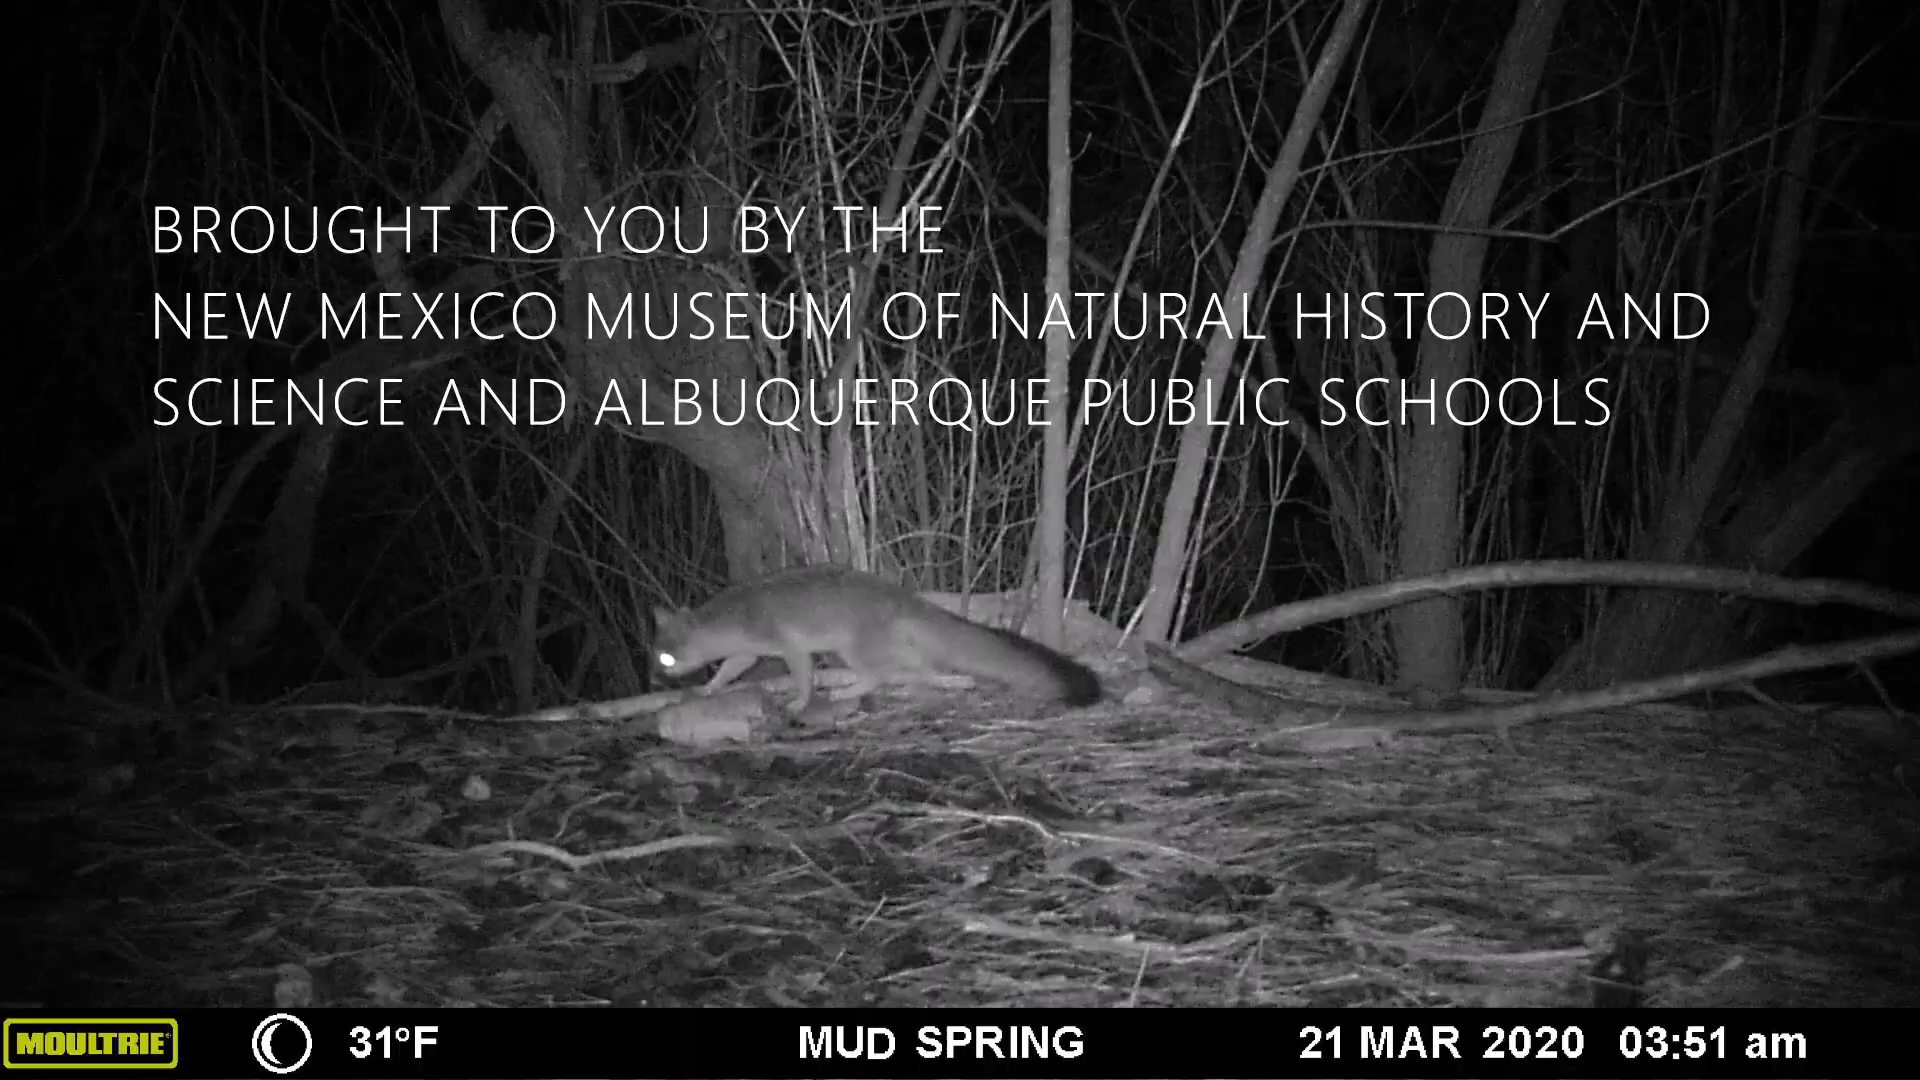 BROUGHT TO YOU BY THE
NEW MEXICO MUSEUM OF NATURAL HISTORY AND
SCIENCE AND ALBUQUERQUE PUBLIC SCHOOLS
MOULTRIE 31°F MUD SPRING 21 MAR 2020 03:51 am